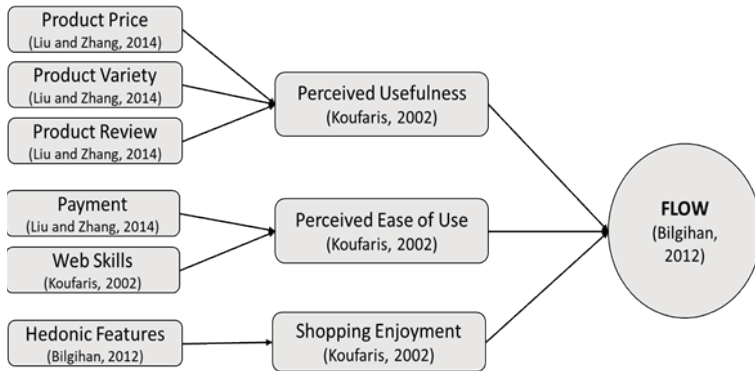 Product Price
(Liu and Zhang, 2014)
Product Variety
(Liu and Zhang, 2014)
Product Review
(Liu and Zhang, 2014)
Payment
(Liu and Zhang, 2014)
Web Skills
(Koufaris, 2002)
Hedonic Features
(Bilgihan, 2012)
Perceived Usefulness
(Koufaris, 2002)
Perceived Ease of Use
(Koufaris, 2002)
Shopping Enjoyment
(Koufaris, 2002)
FLOW
(Bilgihan,
2012)